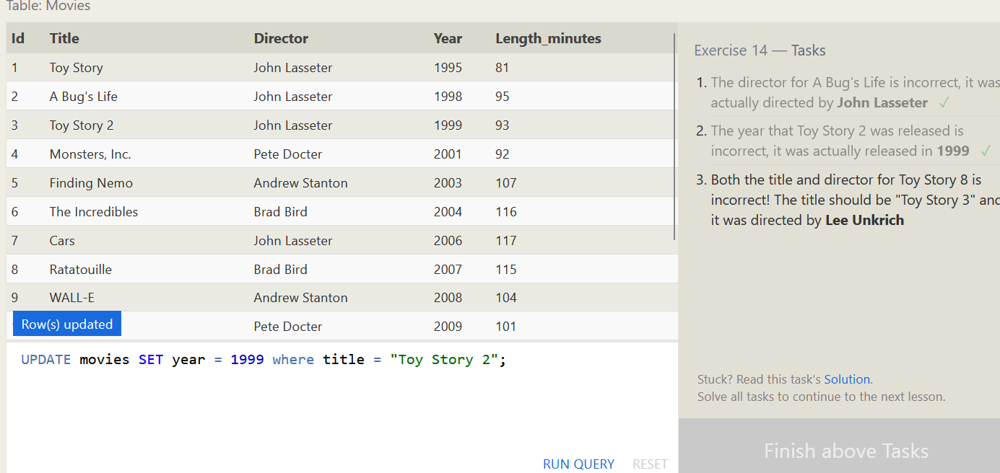 Table: Movies
Id Title Director Year Length_minutes
1 Toy Story John Lasseter 1995 81
2 A Bug's Life John Lasseter 1998 95
3 Toy Story 2 John Lasseter 1999 93
4 Monsters, Inc. Pete Docter 2001 92
5 Finding Nemo Andrew Stanton 2003 107
6 The Incredibles Brad Bird 2004 116
7 Cars John Lasseter 2006 117
8 Ratatouille Brad Bird 2007 115
9 WALL-E Andrew Stanton 2008 104
Row(s) updated Pete Docter 2009 101
UPDATE movies SET year = 1999 where title = "Toy Story 2";
RUN QUERY RESET
Exercise 14 — Tasks
1. The director for A Bug's Life is incorrect, it was
actually directed by John Lasseter ✓
2. The year that Toy Story 2 was released is
incorrect, it was actually released in 1999 ✓
3. Both the title and director for Toy Story 8 is
incorrect! The title should be "Toy Story 3" and
it was directed by Lee Unkrich
Stuck? Read this task's Solution.
Solve all tasks to continue to the next lesson.
Finish above Tasks